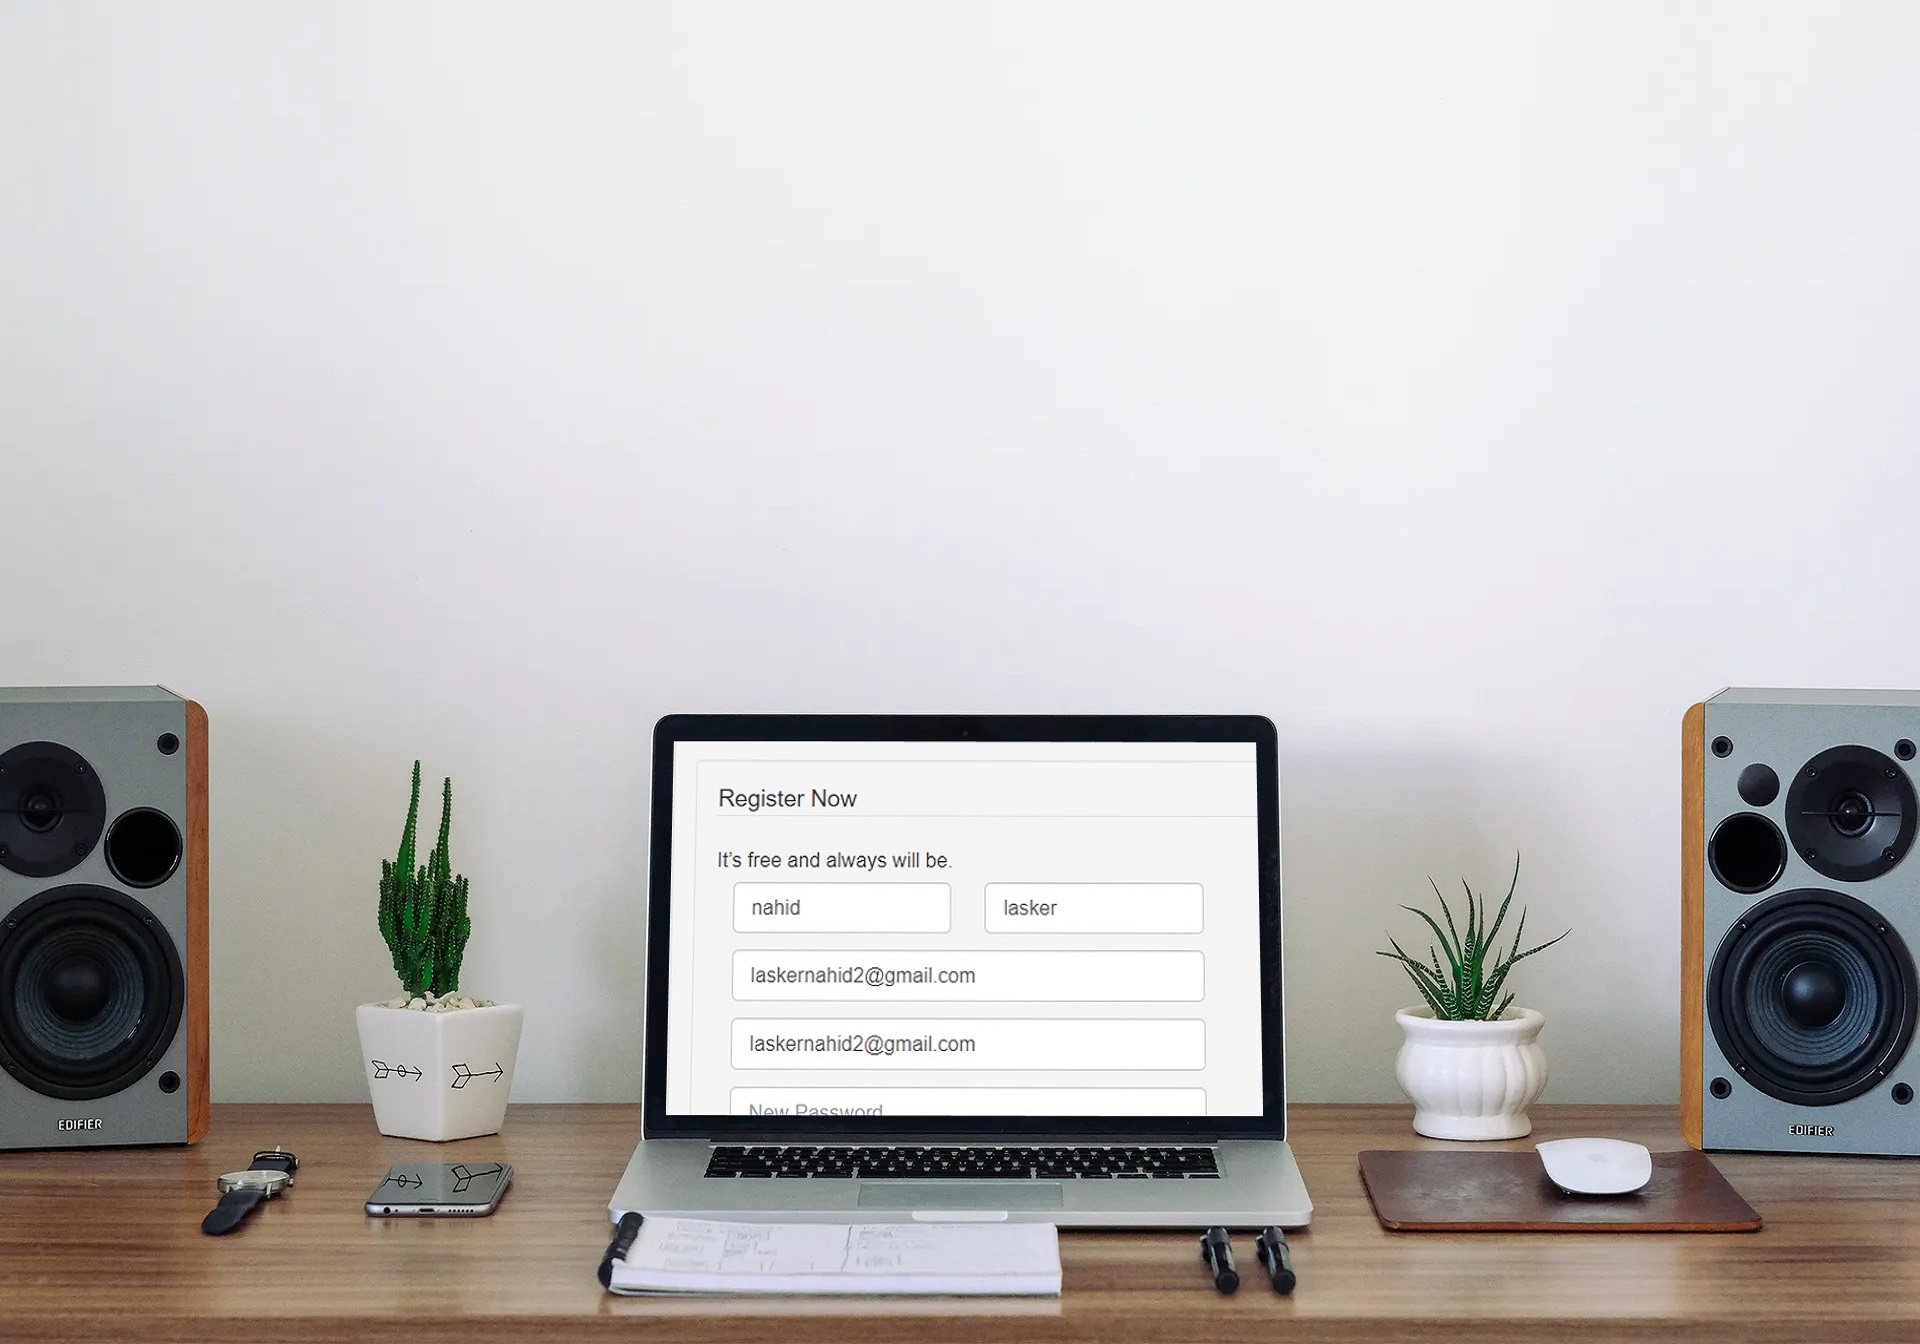 Register Now
It's free and always will be.
nahid lasker
laskernahid2@gmail.com
laskernahid2@gmail.com
New Password
EDIFIER EDIFIER